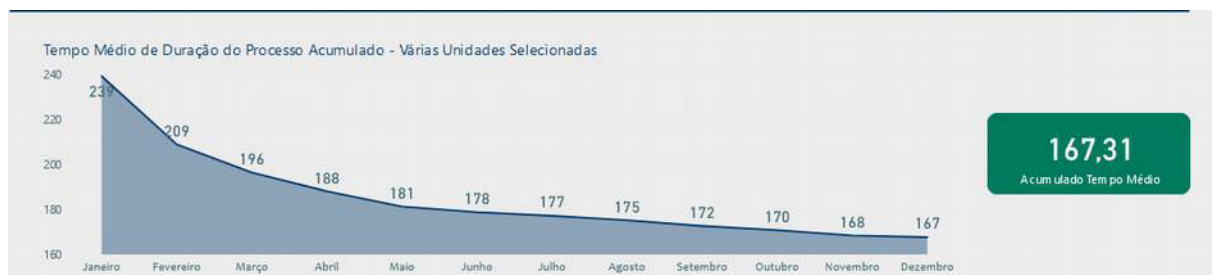 Tempo Médio de Duração do Processo Acumulado - Várias Unidades Selecionadas
240
220
200
180
160
239
209
196
188
181
178
177
175
172
170
168
167
Janeiro
Fevereiro
Março
Abril
Maio
Junho
Julho
Agosto
Setembro
Outubro
Novembro
Dezembro
167,31
Acumulado Tempo Médio